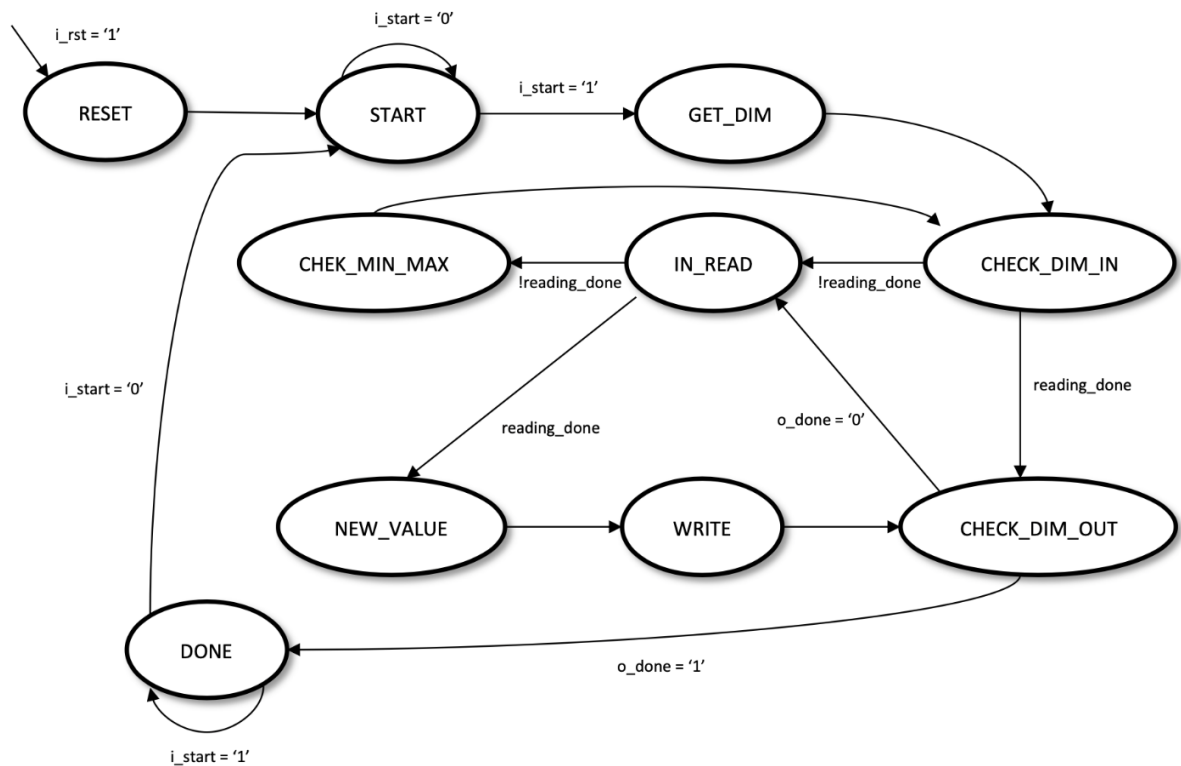 i_rst = ‘1’
i_start = ‘0’
RESET
START
i_start = ‘1’
GET_DIM
CHEK_MIN_MAX
IN_READ
CHECK_DIM_IN
!reading_done
!reading_done
i_start = ‘0’
reading_done
o_done = ‘0’
reading_done
NEW_VALUE
WRITE
CHECK_DIM_OUT
DONE
o_done = ‘1’
i_start = ‘1’